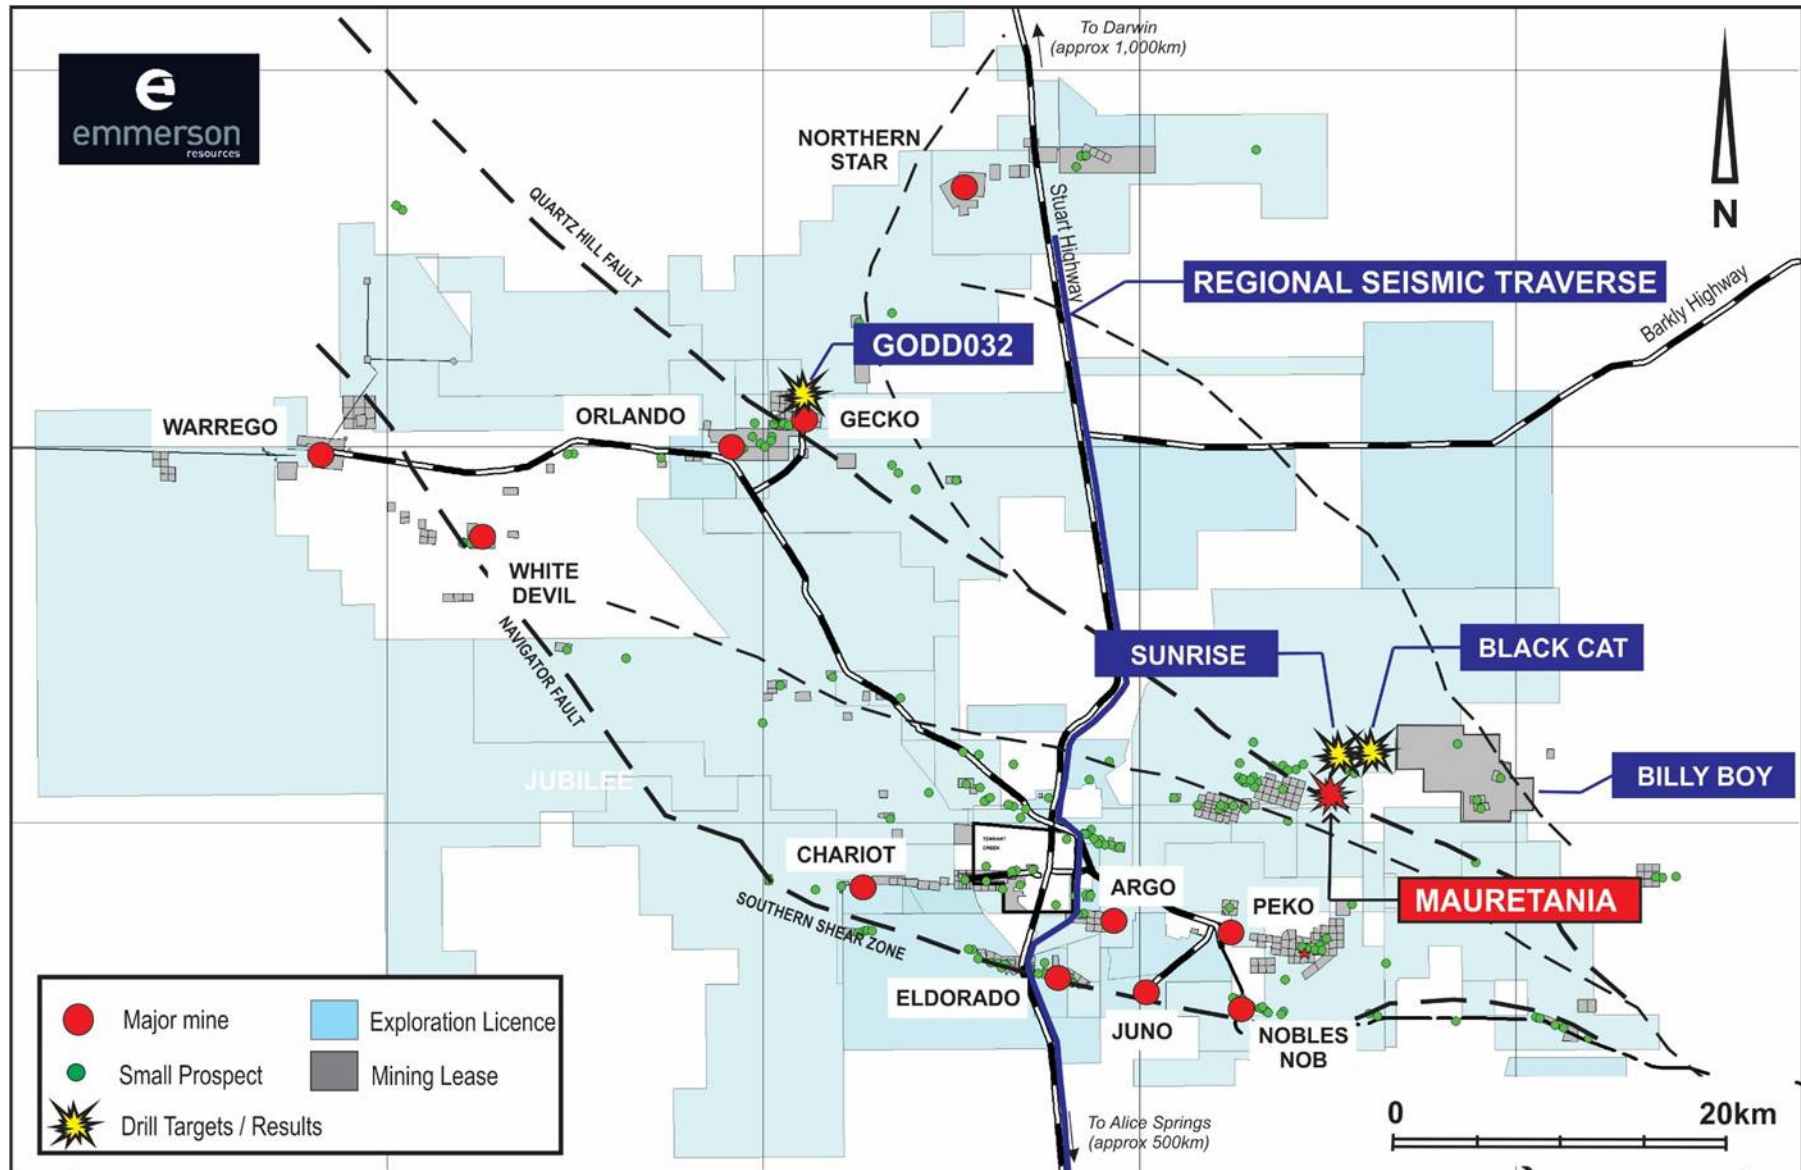 To Darwin
(approx 1,000km)
e
emmerson
resources
NORTHERN
STAR
N
QUARTZ HILL FAULT
Stuart Highway
REGIONAL SEISMIC TRAVERSE
Barkly Highway
GODD032
WARREGO
ORLANDO
GECKO
WHITE
DEVIL
NAVIGATOR FAULT
SUNRISE
BLACK CAT
JUBILEE
BILLY BOY
TENNANT
CREEK
CHARIOT
ARGO
SOUTHERN SHEAR ZONE
PEKO
MAURETANIA
ELDORADO
JUNO
NOBLES
NOB
Major mine
Exploration Licence
Small Prospect
Mining Lease
Drill Targets / Results
To Alice Springs
(approx 500km)
0
20km